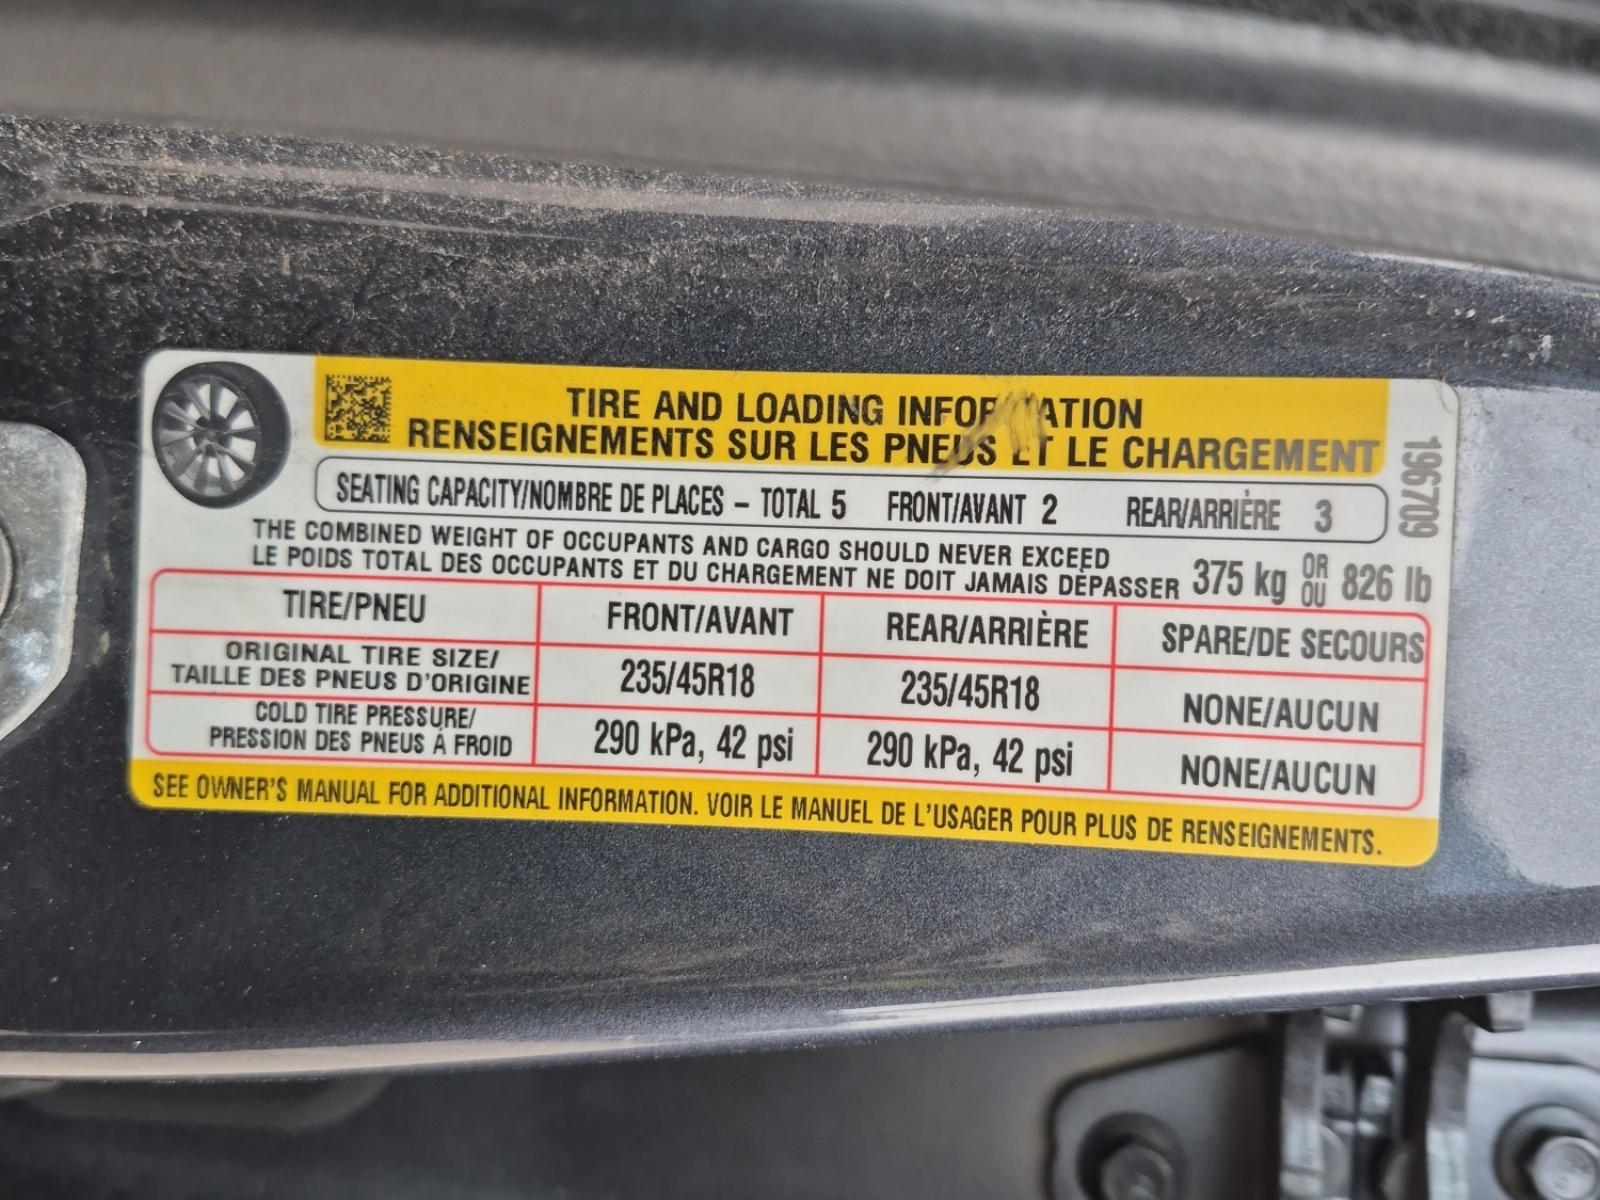 TIRE AND LOADING INFORMATION
RENSEIGNEMENTS SUR LES PNEUS ET LE CHARGEMENT
SEATING CAPACITY/NOMBRE DE PLACES – TOTAL 5 FRONT/AVANT 2 REAR/ARRIÈRE 3
THE COMBINED WEIGHT OF OCCUPANTS AND CARGO SHOULD NEVER EXCEED
LE POIDS TOTAL DES OCCUPANTS ET DU CHARGEMENT NE DOIT JAMAIS DÉPASSER
375 kg OR
OU 826 lb
TIRE/PNEU FRONT/AVANT REAR/ARRIÈRE SPARE/DE SECOURS
ORIGINAL TIRE SIZE/
TAILLE DES PNEUS D'ORIGINE 235/45R18 235/45R18 NONE/AUCUN
COLD TIRE PRESSURE/
PRESSION DES PNEUS À FROID 290 kPa, 42 psi 290 kPa, 42 psi NONE/AUCUN
SEE OWNER'S MANUAL FOR ADDITIONAL INFORMATION. VOIR LE MANUEL DE L'USAGER POUR PLUS DE RENSEIGNEMENTS.
196709